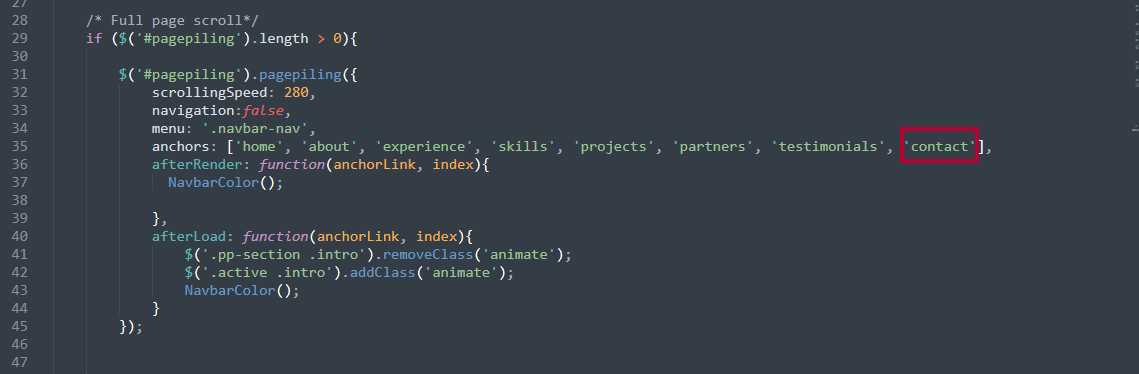 27
28 /* Full page scroll*/
29 if ($('#pagepiling').length > 0){
30
31 $('#pagepiling').pagepiling({
32 scrollingSpeed: 280,
33 navigation:false,
34 menu: '.navbar-nav',
35 anchors: ['home', 'about', 'experience', 'skills', 'projects', 'partners', 'testimonials', 'contact'],
36 afterRender: function(anchorLink, index){
37 NavbarColor();
38
39 },
40 afterLoad: function(anchorLink, index){
41 $('.pp-section .intro').removeClass('animate');
42 $('.active .intro').addClass('animate');
43 NavbarColor();
44 }
45 });
46
47